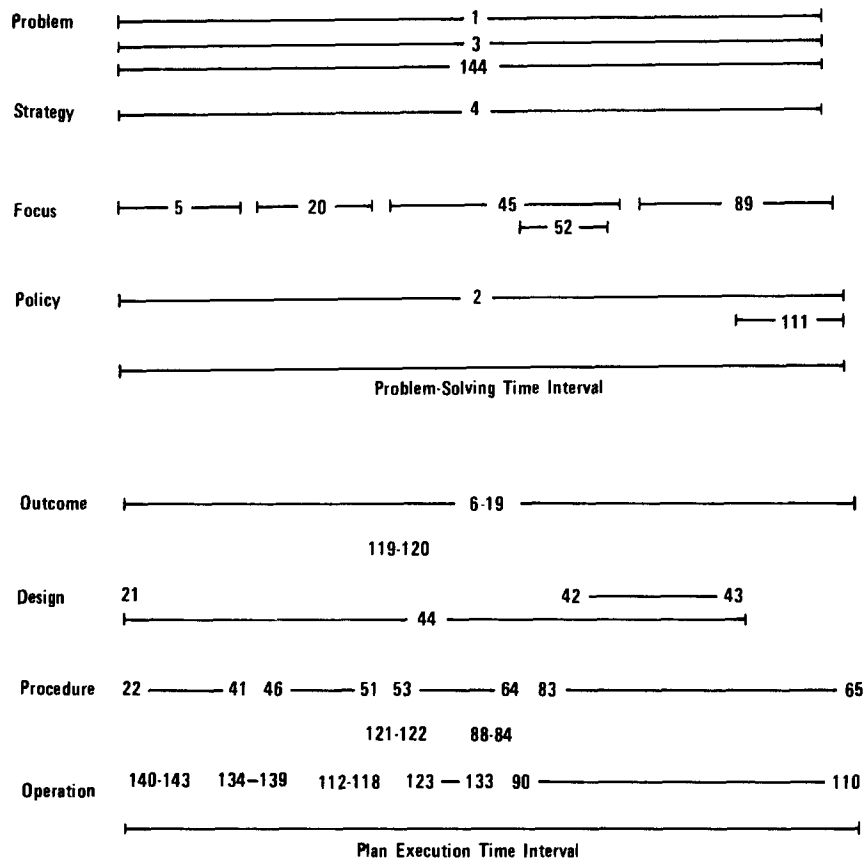 Problem 1
3
144
Strategy 4
Focus 5 20 45 89
52
Policy 2
111
Problem-Solving Time Interval
Outcome 6-19
119-120
Design 21 42 43
44
Procedure 22 41 46 51 53 64 83 65
121-122 88-84
Operation 140-143 134-139 112-118 123 133 90 110
Plan Execution Time Interval